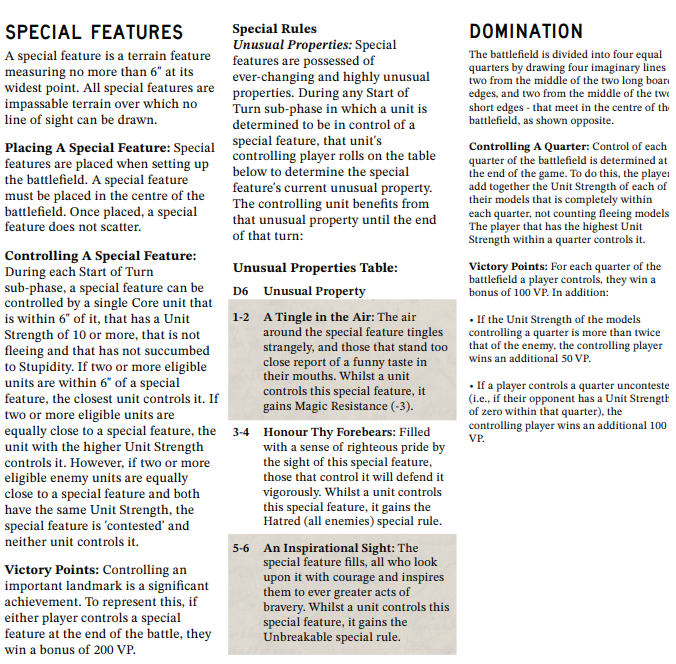 SPECIAL FEATURES
A special feature is a terrain feature
measuring no more than 6" at its
widest point. All special features are
impassable terrain over which no
line of sight can be drawn.
Placing A Special Feature: Special
features are placed when setting up
the battlefield. A special feature
must be placed in the centre of the
battlefield. Once placed, a special
feature does not scatter.
Controlling A Special Feature:
During each Start of Turn
sub-phase, a special feature can be
controlled by a single Core unit that
is within 6" of it, that has a Unit
Strength of 10 or more, that is not
fleeing and that has not succumbed
to Stupidity. If two or more eligible
units are within 6" of a special
feature, the closest unit controls it. If
two or more eligible units are
equally close to a special feature, the
unit with the higher Unit Strength
controls it. However, if two or more
eligible enemy units are equally
close to a special feature and both
have the same Unit Strength, the
special feature is 'contested' and
neither unit controls it.
Victory Points: Controlling an
important landmark is a significant
achievement. To represent this, if
either player controls a special
feature at the end of the battle, they
win a bonus of 200 VP.
Special Rules
Unusual Properties: Special
features are possessed of
ever-changing and highly unusual
properties. During any Start of
Turn sub-phase in which a unit is
determined to be in control of a
special feature, that unit's
controlling player rolls on the table
below to determine the special
feature's current unusual property.
The controlling unit benefits from
that unusual property until the end
of that turn:
Unusual Properties Table:
D6 Unusual Property
1-2 A Tingle in the Air: The air
around the special feature tingles
strangely, and those that stand too
close report of a funny taste in
their mouths. Whilst a unit
controls this special feature, it
gains Magic Resistance (-3).
3-4 Honour Thy Forebears: Filled
with a sense of righteous pride by
the sight of this special feature,
those that control it will defend it
vigorously. Whilst a unit controls
this special feature, it gains the
Hatred (all enemies) special rule.
5-6 An Inspirational Sight: The
special feature fills, all who look
upon it with courage and inspires
them to ever greater acts of
bravery. Whilst a unit controls this
special feature, it gains the
Unbreakable special rule.
DOMINATION
The battlefield is divided into four equal
quarters by drawing four imaginary lines
two from the middle of the two long board
edges, and two from the middle of the two
short edges - that meet in the centre of the
battlefield, as shown opposite.
Controlling A Quarter: Control of each
quarter of the battlefield is determined at
the end of the game. To do this, the player
add together the Unit Strength of each of
their models that is completely within
each quarter, not counting fleeing models
The player that has the highest Unit
Strength within a quarter controls it.
Victory Points: For each quarter of the
battlefield a player controls, they win a
bonus of 100 VP. In addition:
• If the Unit Strength of the models
controlling a quarter is more than twice
that of the enemy, the controlling player
wins an additional 50 VP.
• If a player controls a quarter unconteste
(i.e., if their opponent has a Unit Strength
of zero within that quarter), the
controlling player wins an additional 100
VP.